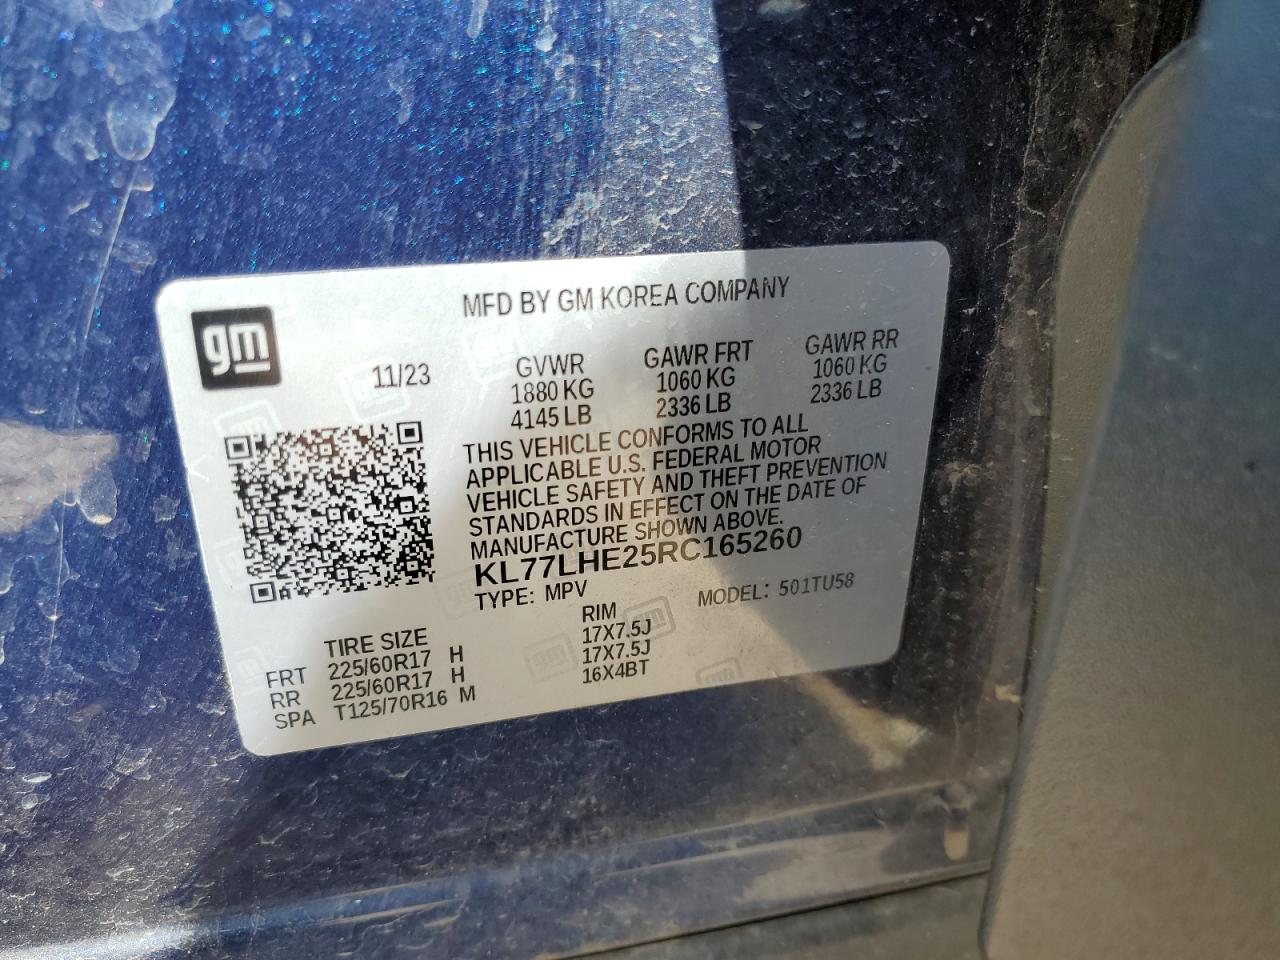 gm
MFD BY GM KOREA COMPANY
11/23
GVWR GAWR FRT GAWR RR
1880 KG 1060 KG 1060 KG
4145 LB 2336 LB 2336 LB
THIS VEHICLE CONFORMS TO ALL
APPLICABLE U.S. FEDERAL MOTOR
VEHICLE SAFETY AND THEFT PREVENTION
STANDARDS IN EFFECT ON THE DATE OF
MANUFACTURE SHOWN ABOVE.
KL77LHE25RC165260
TYPE: MPV MODEL: 501TU58
TIRE SIZE RIM
FRT 225/60R17 H 17X7.5J
RR 225/60R17 H 17X7.5J
SPA T125/70R16 M 16X4BT